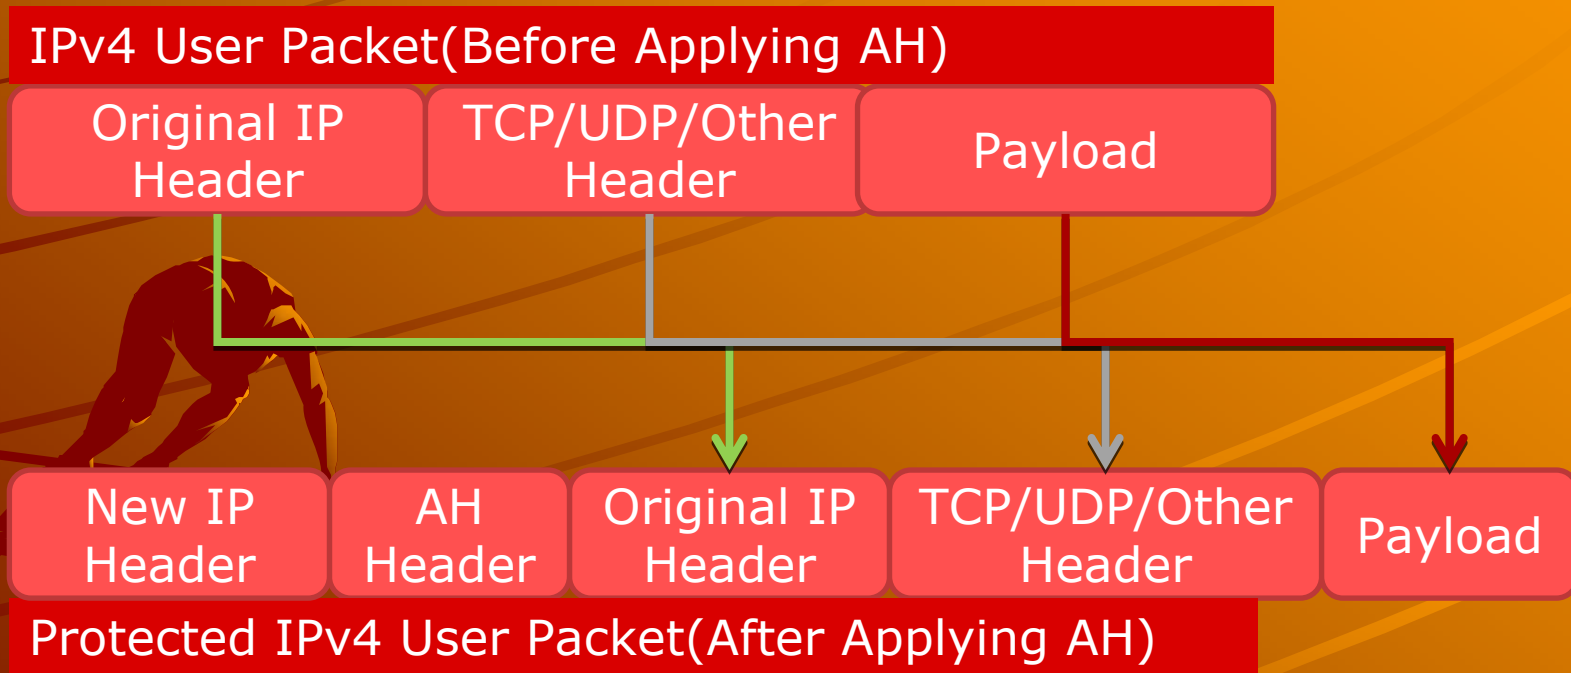 IPv4 User Packet(Before Applying AH)
Original IP
Header
TCP/UDP/Other
Header
Payload
New IP
Header
AH
Header
Original IP
Header
TCP/UDP/Other
Header
Payload
Protected IPv4 User Packet(After Applying AH)